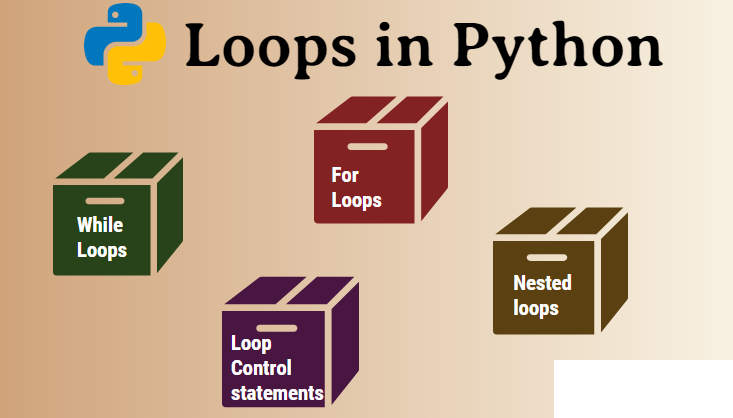 Loops in Python
For
Loops
While
Loops
Nested
loops
Loop
Control
statements